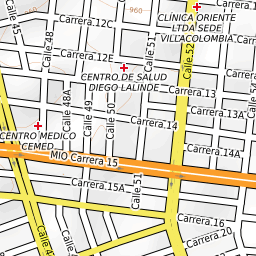 960
CLÍNICA ORIENTE
LTDA SEDE
VILLACOLOMBIA
Carrera.12C
Calle.45
Calle.48
Calle.51
Calle.52
Carrera.12E
CENTRO DE SALUD
DIEGO LALINDE
Carrera.13
Calle.48A
Calle.49
Carrera.13A
Carrera.14
CENTRO MEDICO
CEMED
Carrera.14A
MIO Carrera.15
Carrera.15A
Calle.51
Carrera.16
Carrera.20